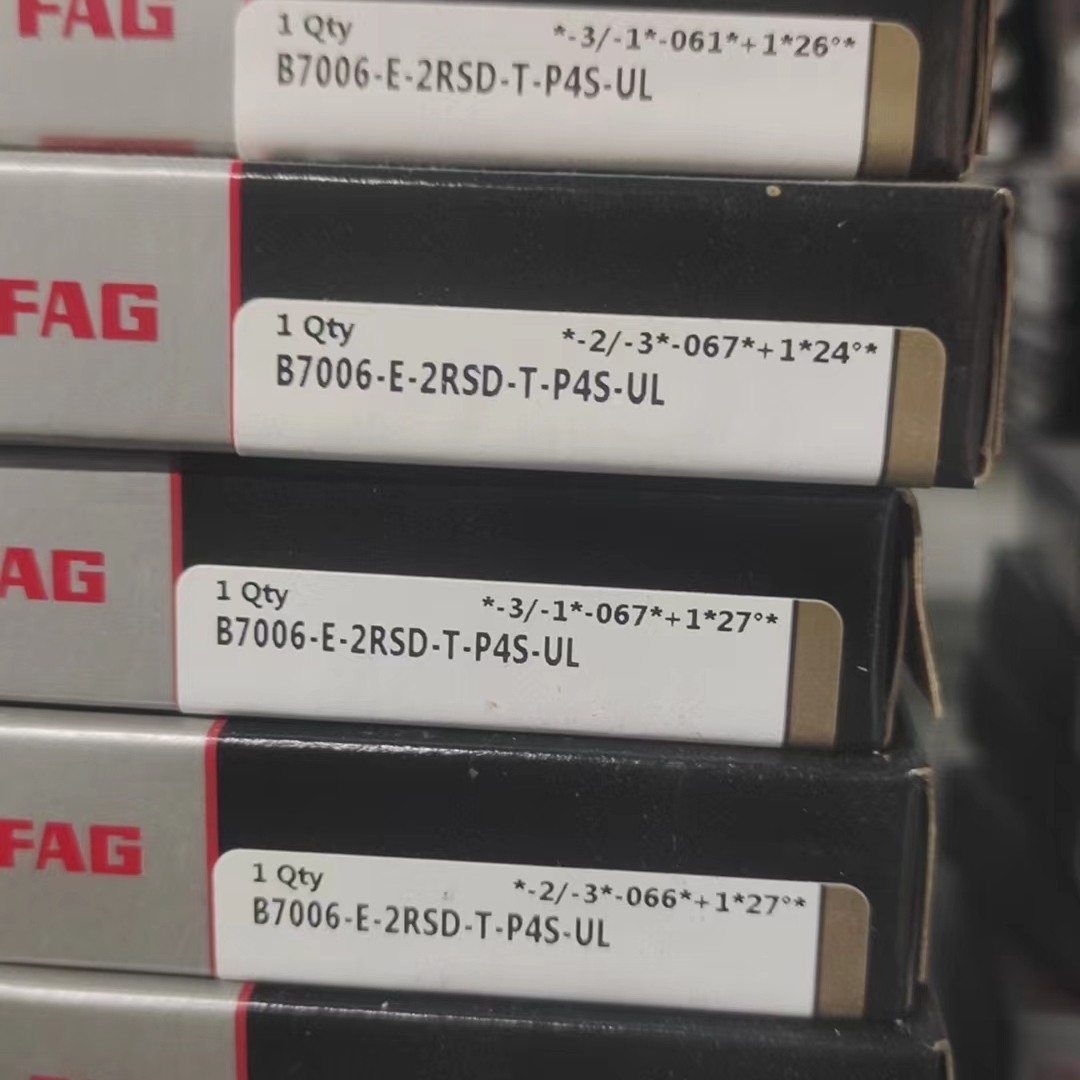 FAG
1 Qty *-3/-1*-061*+1*26°*
B7006-E-2RSD-T-P4S-UL
FAG
1 Qty *-2/-3*-067*+1*24°*
B7006-E-2RSD-T-P4S-UL
AG
1 Qty *-3/-1*-067*+1*27°*
B7006-E-2RSD-T-P4S-UL
FAG
1 Qty *-2/-3*-066*+1*27°*
B7006-E-2RSD-T-P4S-UL